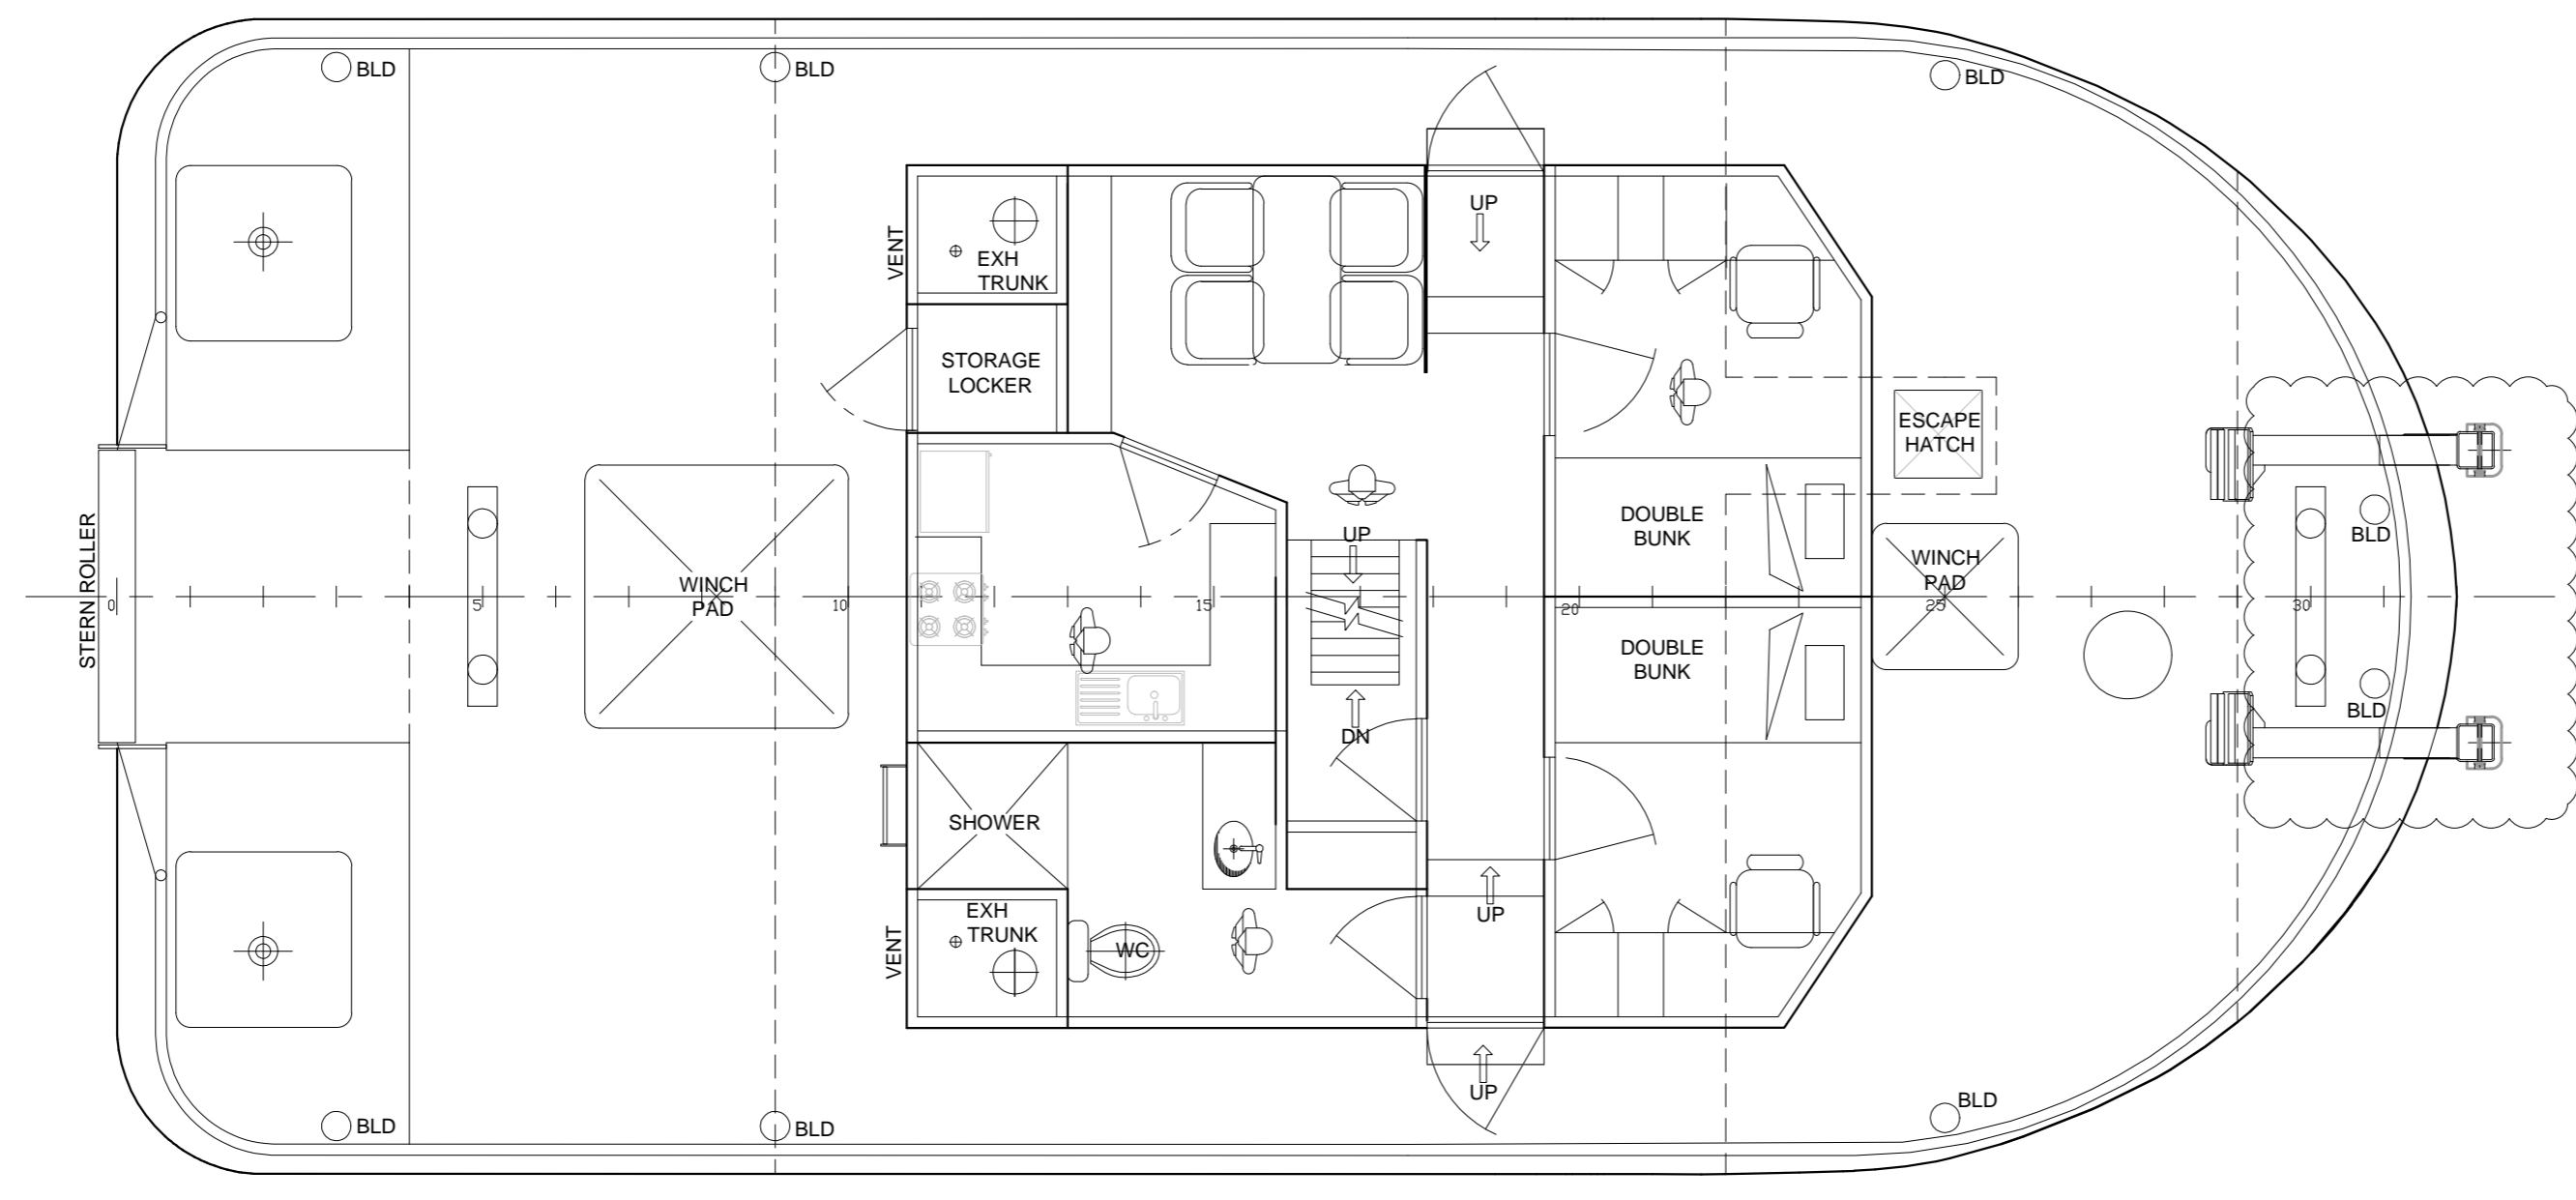 BLD
BLD
BLD
UP
VENT
EXH
TRUNK
STORAGE
LOCKER
ESCAPE
HATCH
DOUBLE
BUNK
UP
BLD
STERN ROLLER
WINCH
PAD
WINCH
PAD
0
5
10
15
20
25
30
DOUBLE
BUNK
BLD
DN
SHOWER
EXH
TRUNK
UP
VENT
WC
UP
BLD
BLD
BLD